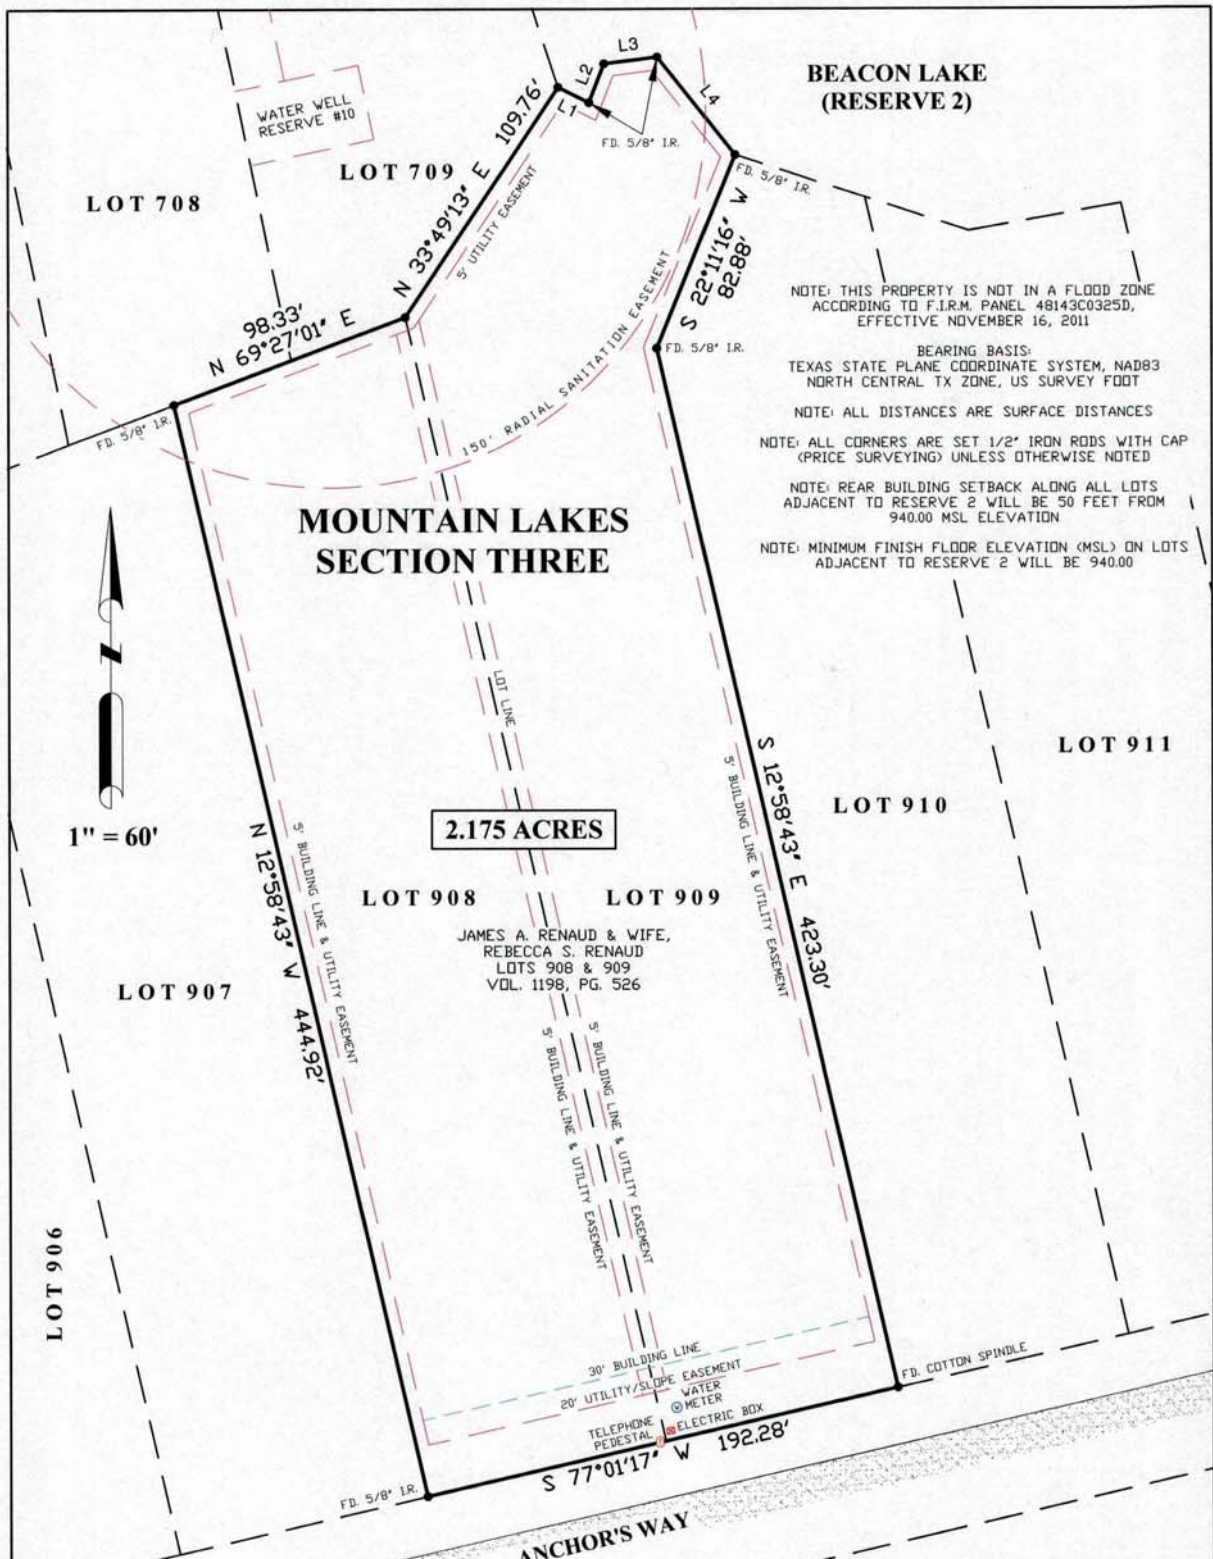 L3
L2
L1
L4
BEACON LAKE
(RESERVE 2)
WATER WELL
RESERVE #10
LOT 709
LOT 708
FD. 5/8" I.R.
FD. 5/8" I.R.
N 33°49'13" E 109.76'
5' UTILITY EASEMENT
S 22°11'16" W
82.88'
98.33'
N 69°27'01" E
FD. 5/8" I.R.
FD. 5/8" I.R.
150' RADIAL SANITATION EASEMENT
NOTE: THIS PROPERTY IS NOT IN A FLOOD ZONE
ACCORDING TO F.I.R.M. PANEL 48143C0325D,
EFFECTIVE NOVEMBER 16, 2011
BEARING BASIS:
TEXAS STATE PLANE COORDINATE SYSTEM, NAD83
NORTH CENTRAL TX ZONE, US SURVEY FOOT
NOTE: ALL DISTANCES ARE SURFACE DISTANCES
NOTE: ALL CORNERS ARE SET 1/2" IRON RODS WITH CAP
(PRICE SURVEYING) UNLESS OTHERWISE NOTED
NOTE: REAR BUILDING SETBACK ALONG ALL LOTS
ADJACENT TO RESERVE 2 WILL BE 50 FEET FROM
940.00 MSL ELEVATION
NOTE: MINIMUM FINISH FLOOR ELEVATION (MSL) ON LOTS
ADJACENT TO RESERVE 2 WILL BE 940.00
MOUNTAIN LAKES
SECTION THREE
N
1" = 60'
LOT LINE
2.175 ACRES
LOT 911
LOT 910
LOT 908
LOT 909
JAMES A. RENAUD & WIFE,
REBECCA S. RENAUD
LOTS 908 & 909
VOL. 1198, PG. 526
LOT 907
LOT 906
N 12°58'43" W 444.92'
5' BUILDING LINE & UTILITY EASEMENT
S 12°58'43" E 423.30'
5' BUILDING LINE & UTILITY EASEMENT
5' BUILDING LINE & UTILITY EASEMENT
5' BUILDING LINE & UTILITY EASEMENT
30' BUILDING LINE
20' UTILITY/SLOPE EASEMENT
WATER
W METER
ELECTRIC BOX
TELEPHONE
PEDESTAL
FD. COTTON SPINDLE
S 77°01'17" W 192.28'
FD. 5/8" I.R.
ANCHOR'S WAY